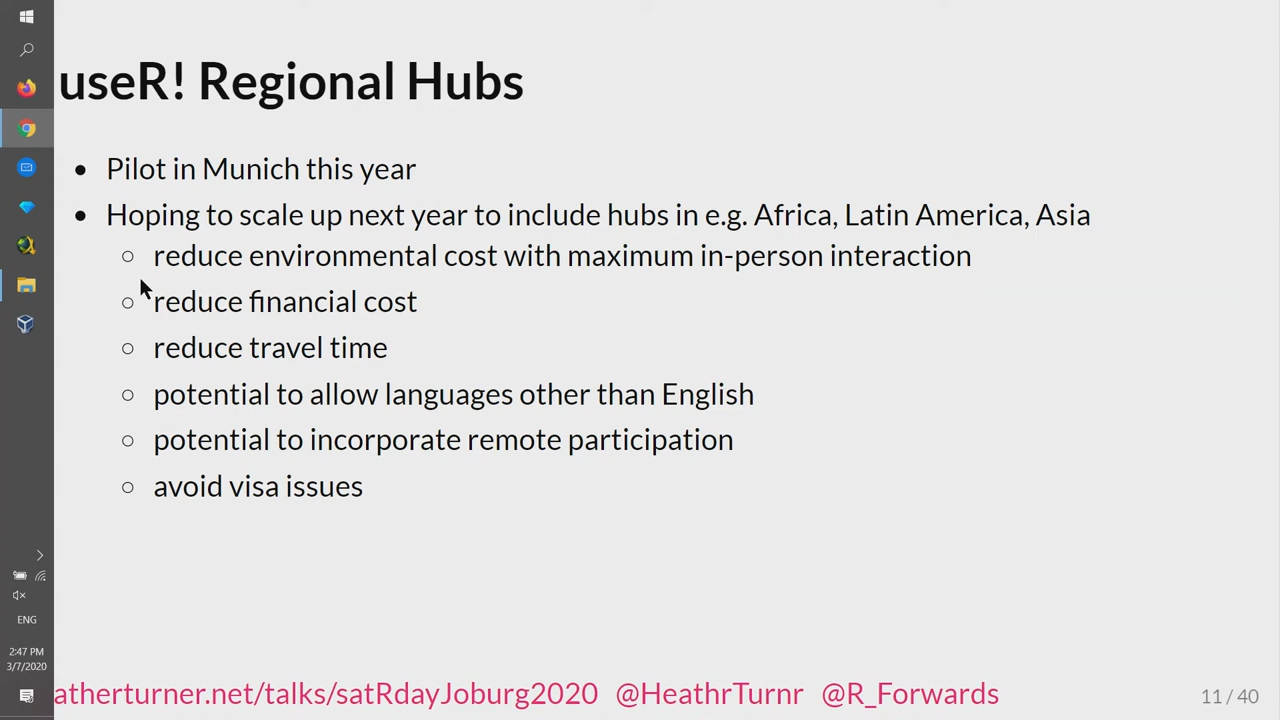 useR! Regional Hubs
Pilot in Munich this year
Hoping to scale up next year to include hubs in e.g. Africa, Latin America, Asia
reduce environmental cost with maximum in-person interaction
reduce financial cost
reduce travel time
potential to allow languages other than English
potential to incorporate remote participation
avoid visa issues
ENG
2:47 PM
3/7/2020
atherturner.net/talks/satRdayJoburg2020 @HeathrTurnr @R_Forwards
11 / 40